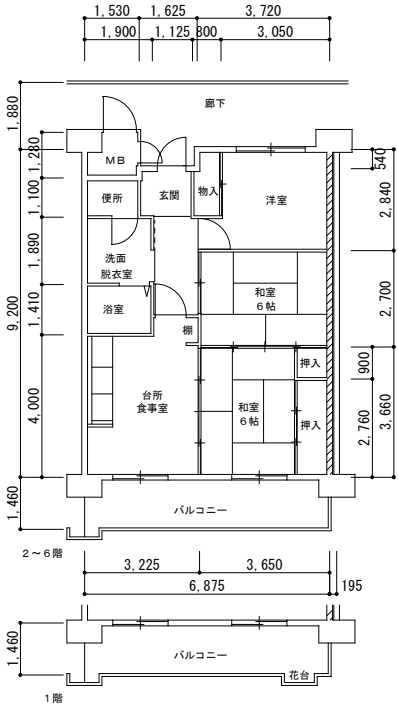 1,530 1,625 3,720
1,900 1,125 800 3,050
廊下
1,880
1,280
1,100
1,890
1,410
4,000
9,200
1,460
540
2,840
2,700
900
2,760
3,660
MB
便所
玄関
物入
洋室
洗面
脱衣室
浴室
棚
和室
6帖
押入
台所
食事室
和室
6帖
押入
バルコニー
2~6階
3,225 3,650
6,875 195
1,460
バルコニー
花台
1階